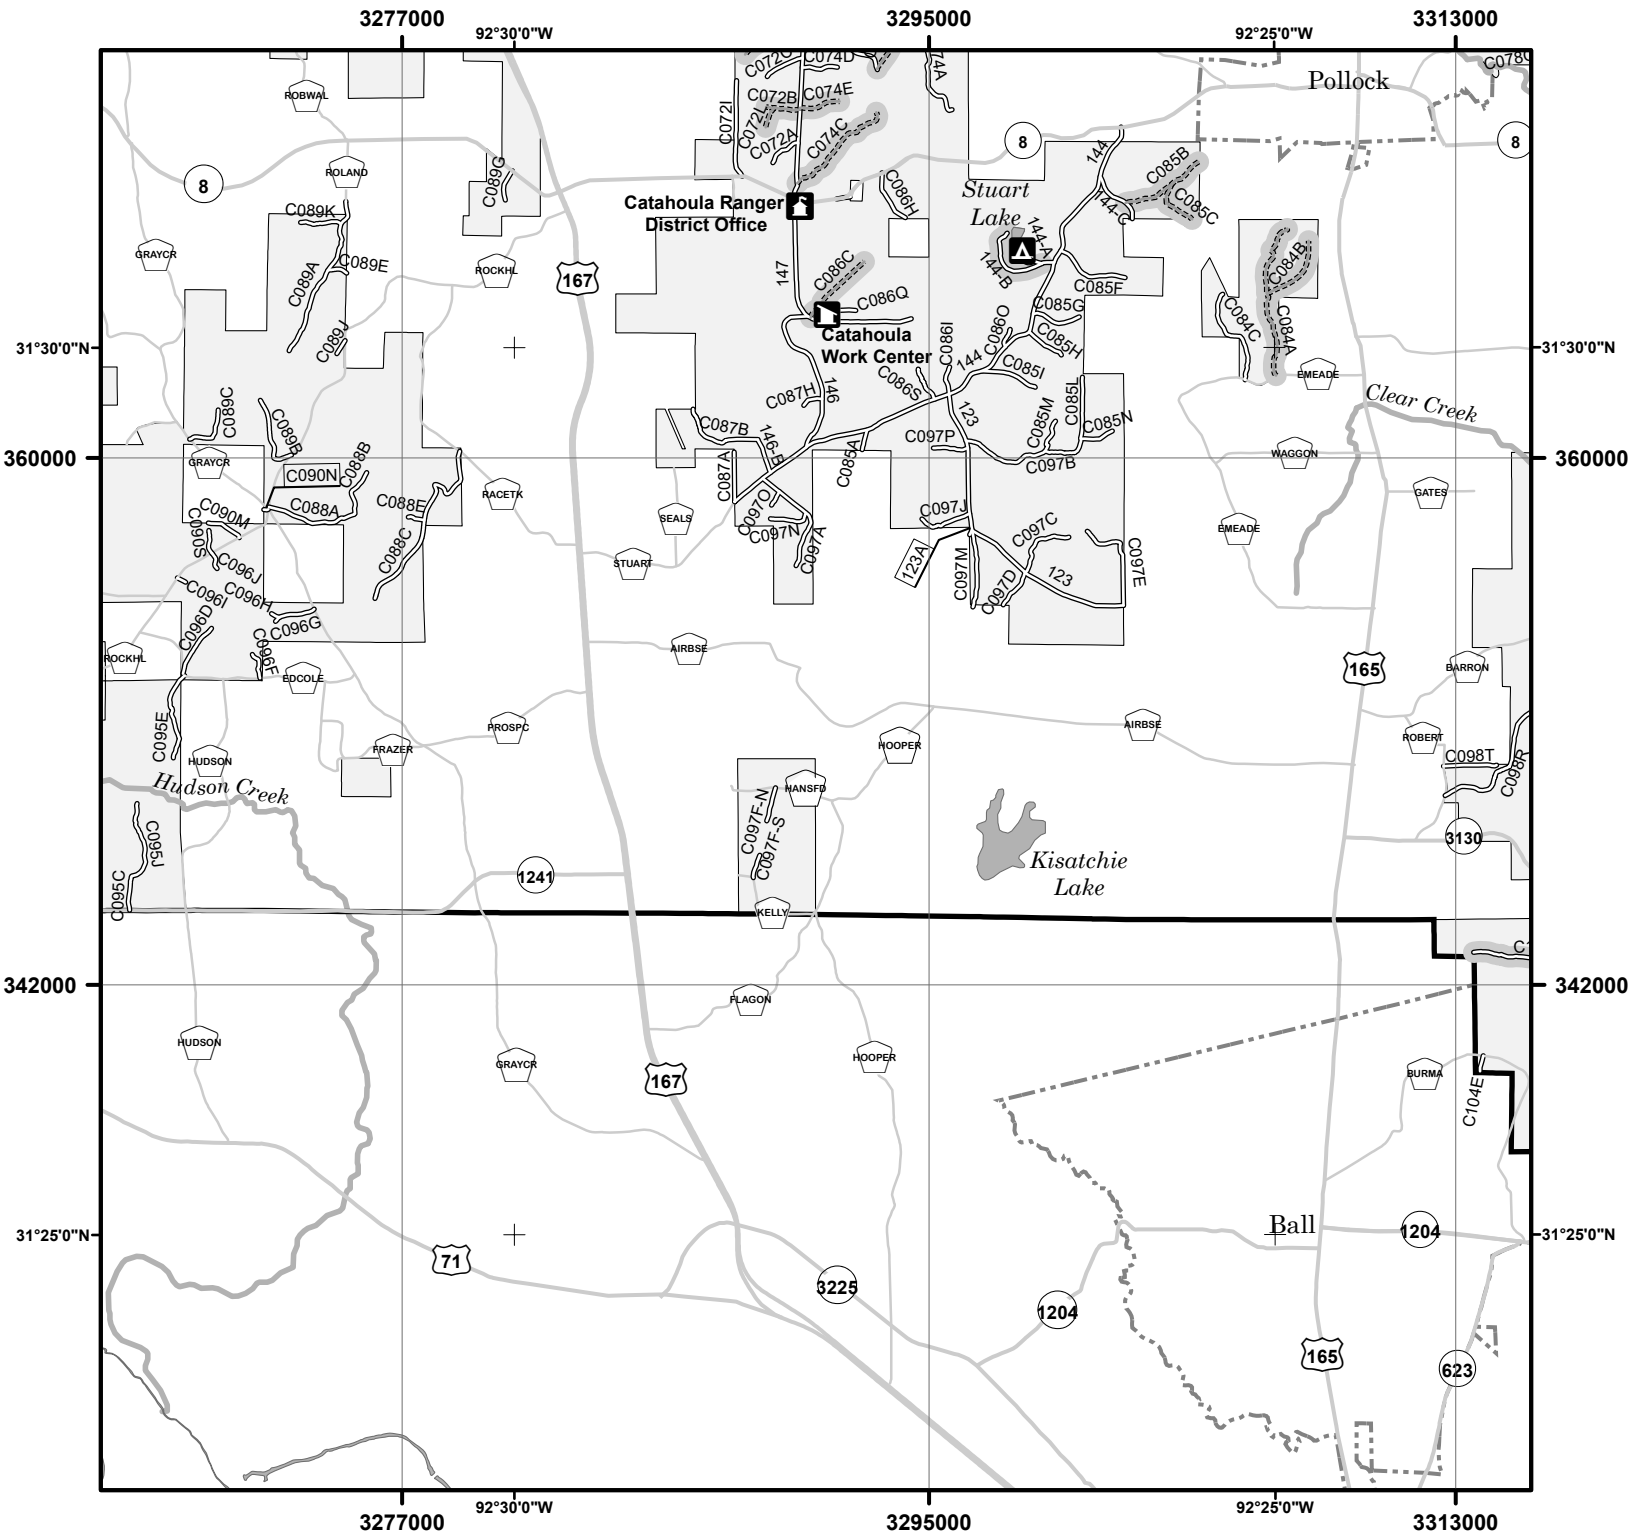 3277000
3295000
3313000
92°30'0"W
92°25'0"W
C072C
C074D
74A
C078C
Pollock
ROBWAL
C072I
C072B
C074E
C072L
C072A
C074C
8
8
8
144
C085B
ROLAND
C089G
Catahoula Ranger
District Office
C086H
Stuart
Lake
144-C
C085C
C089K
144-A
GRAYCR
C089E
C089A
ROCKHL
167
147
C086C
144-B
C084B
C085F
C086Q
C085G
C084C
C084A
C089J
Catahoula
Work Center
C086I
C086O
C085H
31°30'0"N
31°30'0"N
144
C085I
EMEADE
C086S
C087H
146
C085L
Clear Creek
C089C
C089B
C087B
146-B
123
C085M
C085N
C097P
C085A
360000
360000
GRAYCR
C088B
C090N
C087A
C097B
WAGGON
RACETK
GATES
C088A
C088E
C097O
C097J
C090M
SEALS
C097N
C097A
C097C
EMEADE
C096S
C088C
STUART
123A
C097M
C097D
123
C097E
C096J
C096I
C096H
C096D
C096G
C096F
ROCKHL
EDCOLE
AIRBSE
165
BARRON
C095E
PROSPC
AIRBSE
FRAZER
HOOPER
ROBERT
HUDSON
C098T
C098R
Hudson Creek
HANSFD
C097F-N
C097F-S
C095J
3130
Kisatchie
Lake
1241
C095C
KELLY
C1
342000
342000
FLAGON
HUDSON
GRAYCR
HOOPER
167
BURMA
C104E
31°25'0"N
31°25'0"N
Ball
1204
71
3225
1204
165
623
92°30'0"W
92°25'0"W
3277000
3295000
3313000